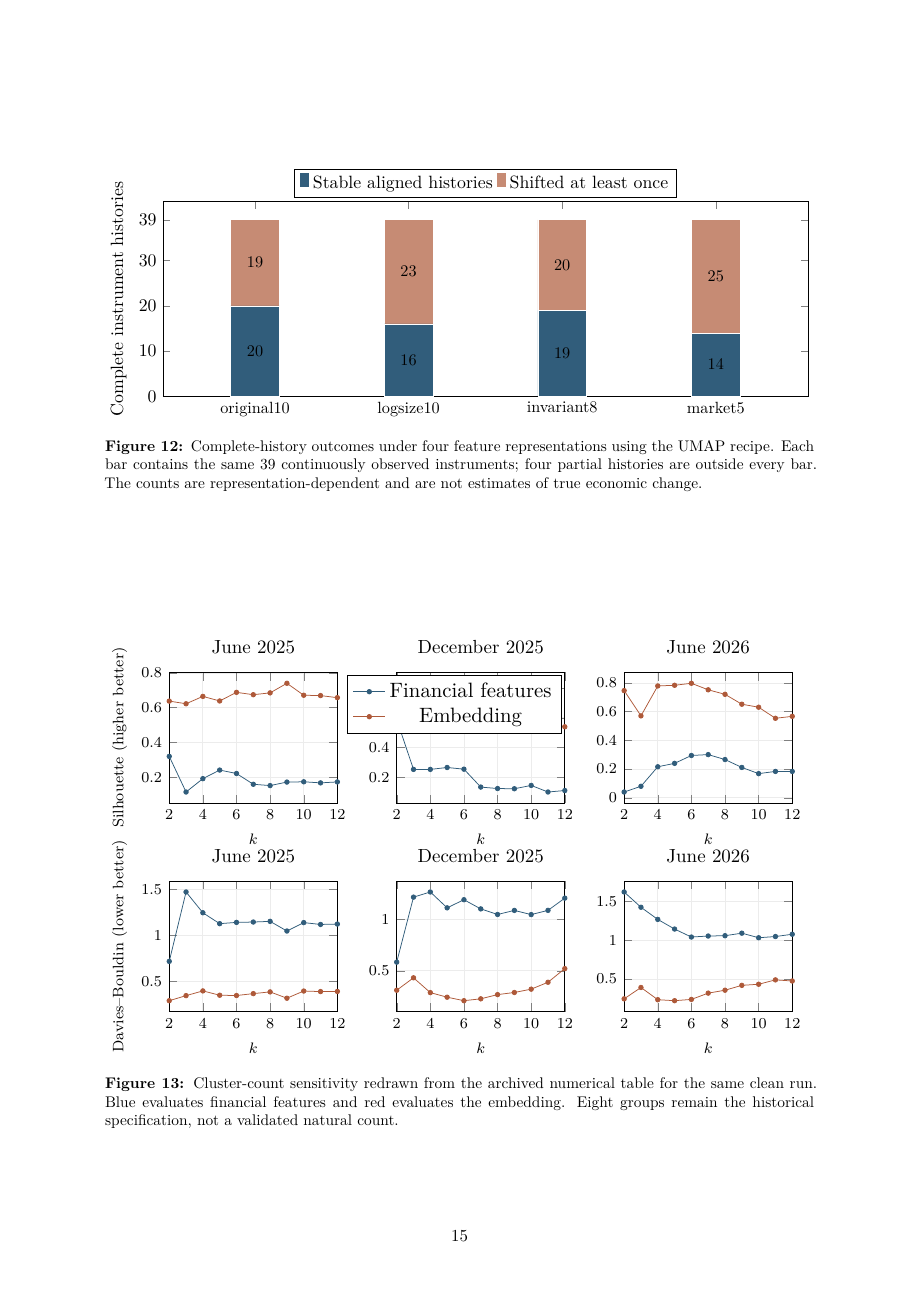 Stable aligned histories Shifted at least once
Complete instrument histories
39
30
20
10
0
19
23
20
25
20
16
19
14
original10
logsize10
invariant8
market5
Figure 12: Complete-history outcomes under four feature representations using the UMAP recipe. Each
bar contains the same 39 continuously observed instruments; four partial histories are outside every bar.
The counts are representation-dependent and are not estimates of true economic change.
June 2025
December 2025
June 2026
Silhouette (higher better)
0.8
0.6
0.4
0.2
2 4 6 8 10 12
k
Financial features
Embedding
0.4
0.2
2 4 6 8 10 12
k
0.8
0.6
0.4
0.2
0
2 4 6 8 10 12
k
June 2025
December 2025
June 2026
Davies–Bouldin (lower better)
1.5
1
0.5
2 4 6 8 10 12
k
1
0.5
2 4 6 8 10 12
k
1.5
1
0.5
2 4 6 8 10 12
k
Figure 13: Cluster-count sensitivity redrawn from the archived numerical table for the same clean run.
Blue evaluates financial features and red evaluates the embedding. Eight groups remain the historical
specification, not a validated natural count.
15